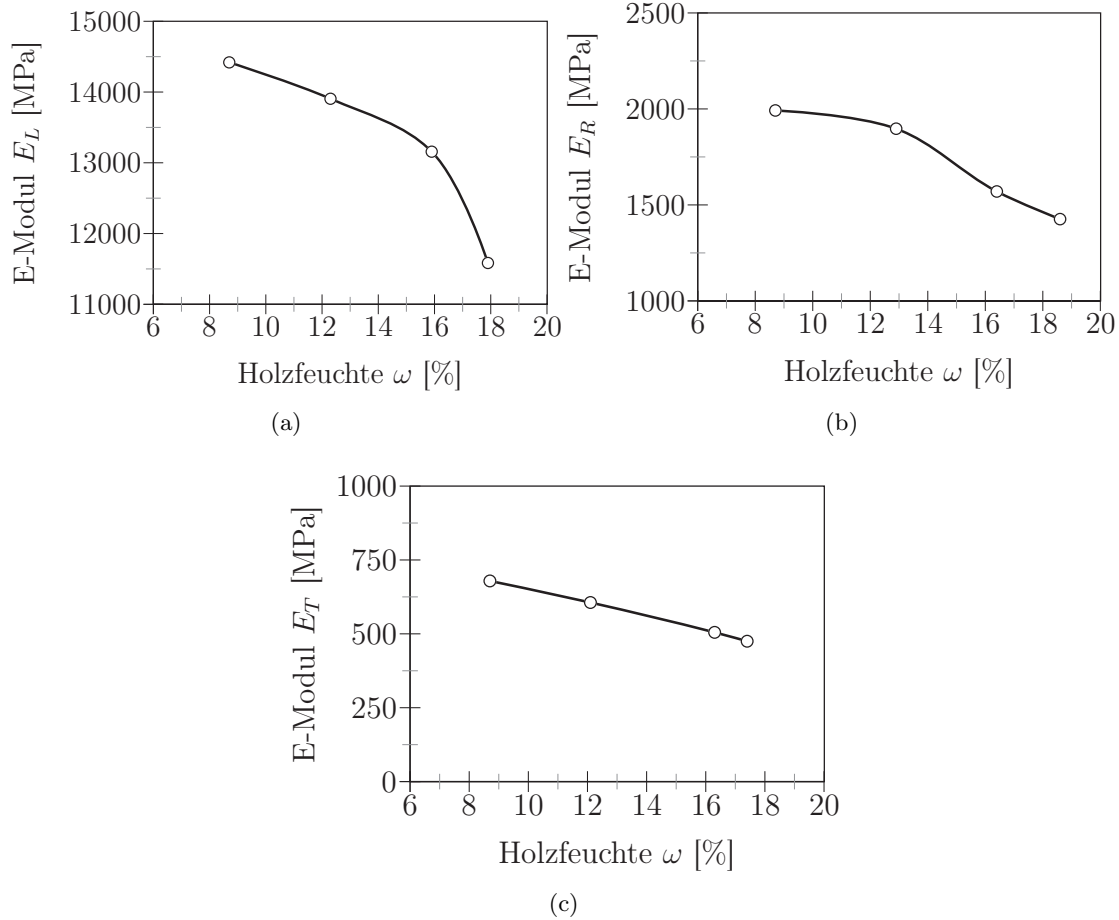 15000
14000
13000
12000
11000
E-Modul E_L [MPa]
6 8 10 12 14 16 18 20
Holzfeuchte ω [%]
(a)
2500
2000
1500
1000
E-Modul E_R [MPa]
6 8 10 12 14 16 18 20
Holzfeuchte ω [%]
(b)
1000
750
500
250
0
E-Modul E_T [MPa]
6 8 10 12 14 16 18 20
Holzfeuchte ω [%]
(c)